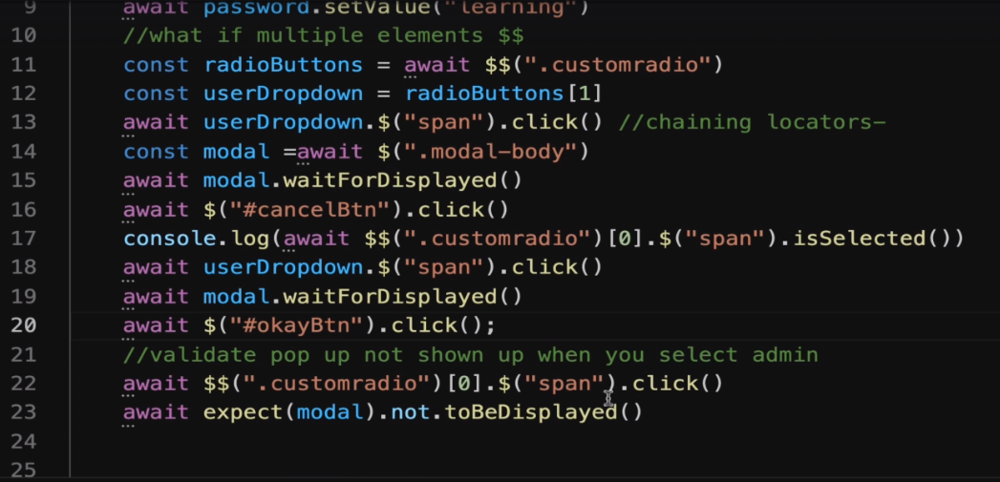 9 await password.setValue("learning")
10 //what if multiple elements $$
11 const radioButtons = await $$(".customradio")
12 const userDropdown = radioButtons[1]
13 await userDropdown.$("span").click() //chaining locators-
14 const modal =await $(".modal-body")
15 await modal.waitForDisplayed()
16 await $("#cancelBtn").click()
17 console.log(await $$(".customradio")[0].$("span").isSelected())
18 await userDropdown.$("span").click()
19 await modal.waitForDisplayed()
20 await $("#okayBtn").click();
21 //validate pop up not shown up when you select admin
22 await $$(".customradio")[0].$("span").click()
23 await expect(modal).not.toBeDisplayed()
24
25